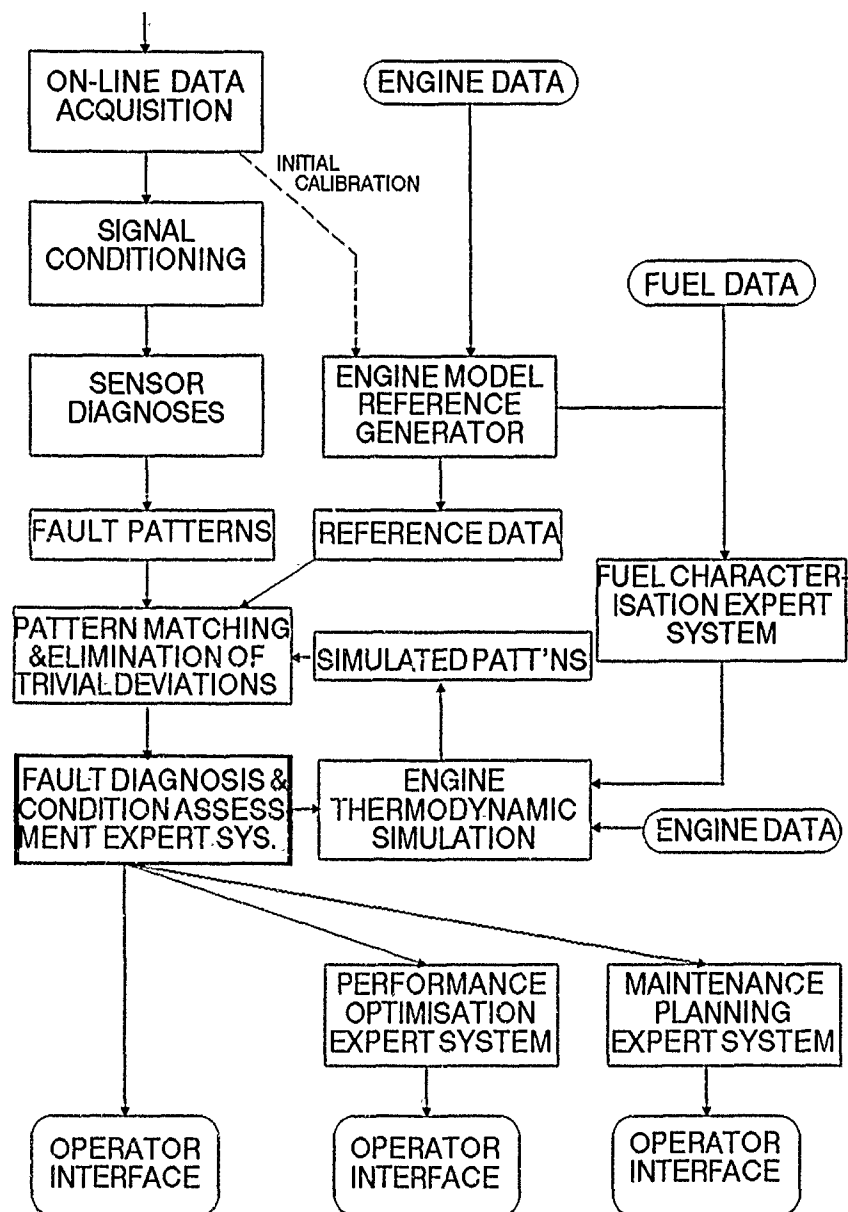 ON-LINE DATA
ACQUISITION
ENGINE DATA
INITIAL
CALIBRATION
SIGNAL
CONDITIONING
FUEL DATA
SENSOR
DIAGNOSES
ENGINE MODEL
REFERENCE
GENERATOR
FAULT PATTERNS
REFERENCE DATA
FUEL CHARACTER-
ISATION EXPERT
SYSTEM
PATTERN MATCHING
& ELIMINATION OF
TRIVIAL DEVIATIONS
SIMULATED PATT'NS
FAULT DIAGNOSIS &
CONDITION ASSESS
MENT EXPERT SYS.
ENGINE
THERMODYNAMIC
SIMULATION
ENGINE DATA
PERFORMANCE
OPTIMISATION
EXPERT SYSTEM
MAINTENANCE
PLANNING
EXPERT SYSTEM
OPERATOR
INTERFACE
OPERATOR
INTERFACE
OPERATOR
INTERFACE